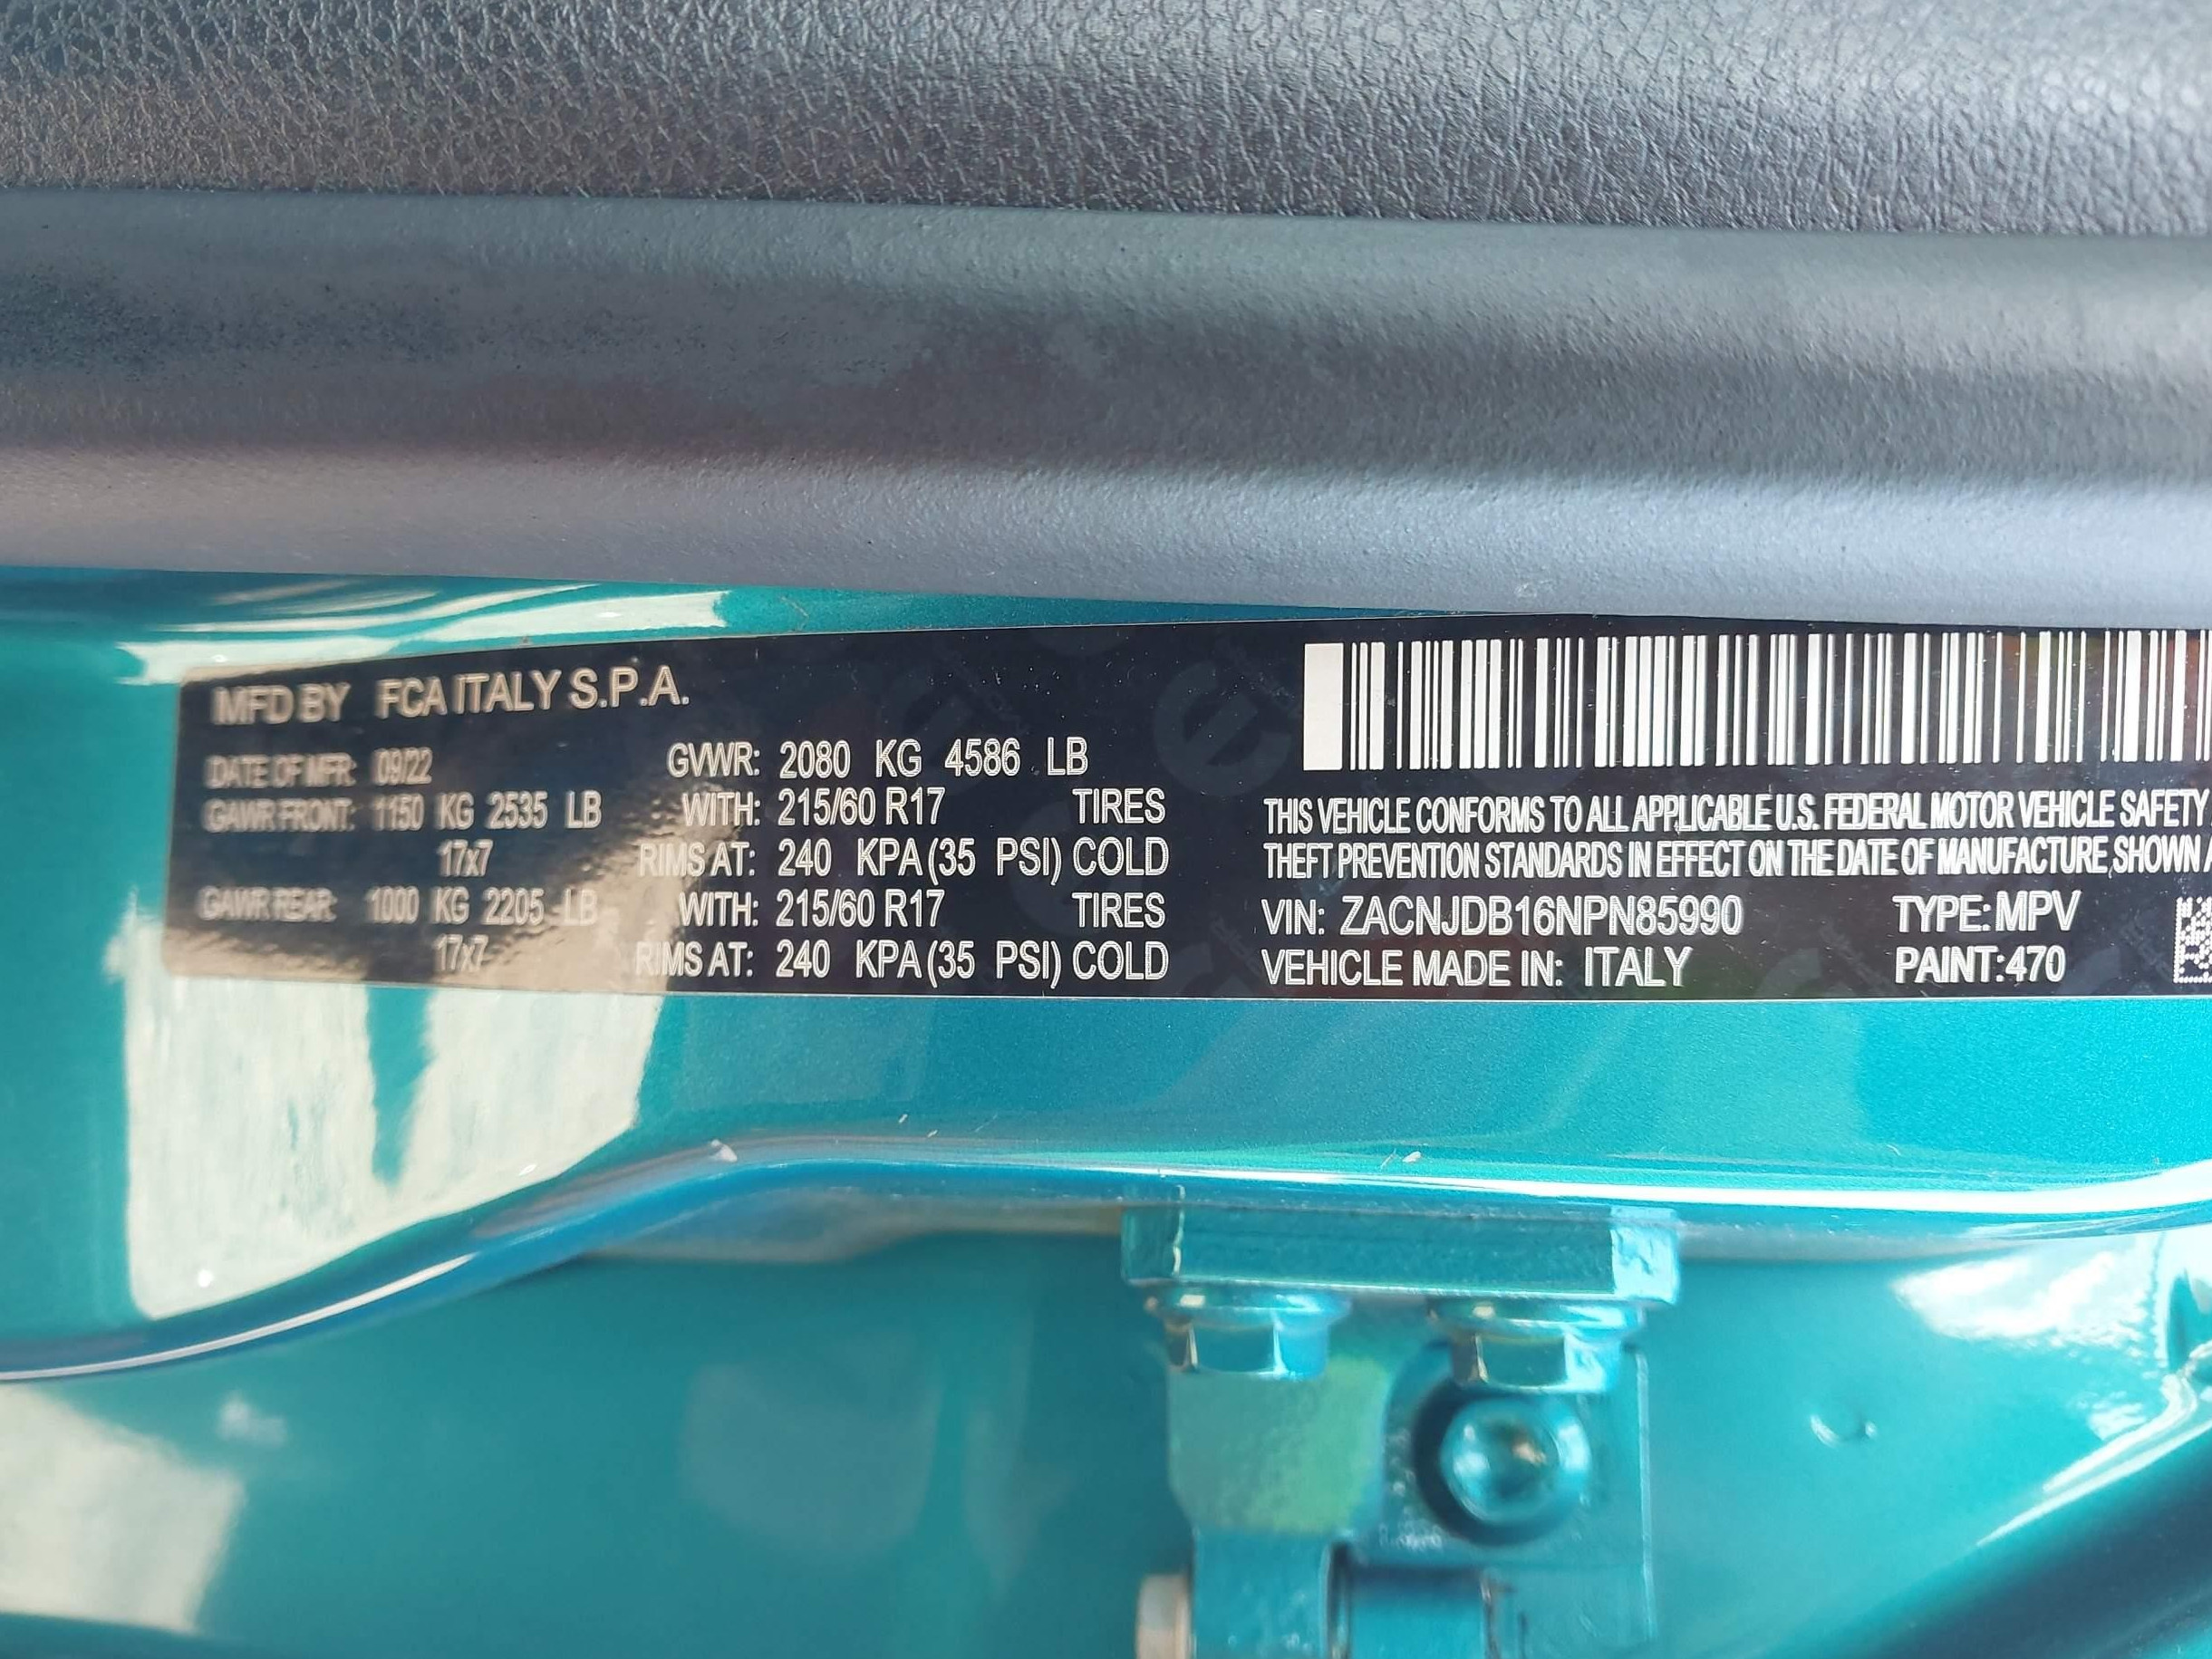 MFD BY FCA ITALY S.P.A.
DATE OF MFR: 09/22 GVWR: 2080 KG 4586 LB
GAWR FRONT: 1150 KG 2535 LB WITH: 215/60 R17 TIRES
17x7 RIMS AT: 240 KPA (35 PSI) COLD
GAWR REAR: 1000 KG 2205 LB WITH: 215/60 R17 TIRES
17x7 RIMS AT: 240 KPA (35 PSI) COLD
THIS VEHICLE CONFORMS TO ALL APPLICABLE U.S. FEDERAL MOTOR VEHICLE SAFETY
THEFT PREVENTION STANDARDS IN EFFECT ON THE DATE OF MANUFACTURE SHOWN
VIN: ZACNJDB16NPN85990 TYPE: MPV
VEHICLE MADE IN: ITALY PAINT: 470